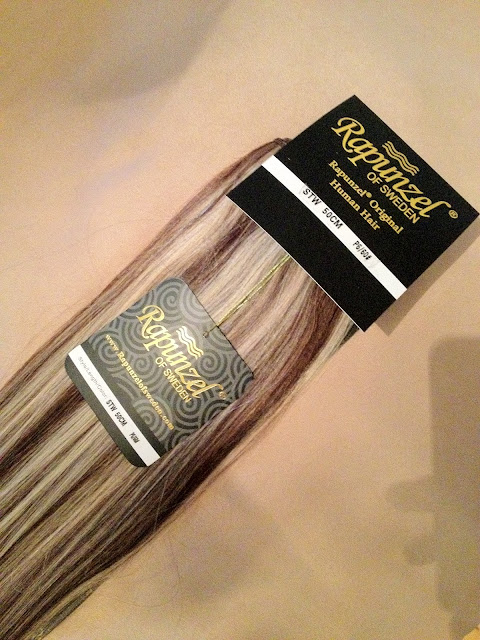 Rapunzel®
OF SWEDEN
Rapunzel® Original
Human Hair
STW 50CM
Rapunzel
OF SWEDEN
www.Rapunzelofsweden.com
STW 50CM